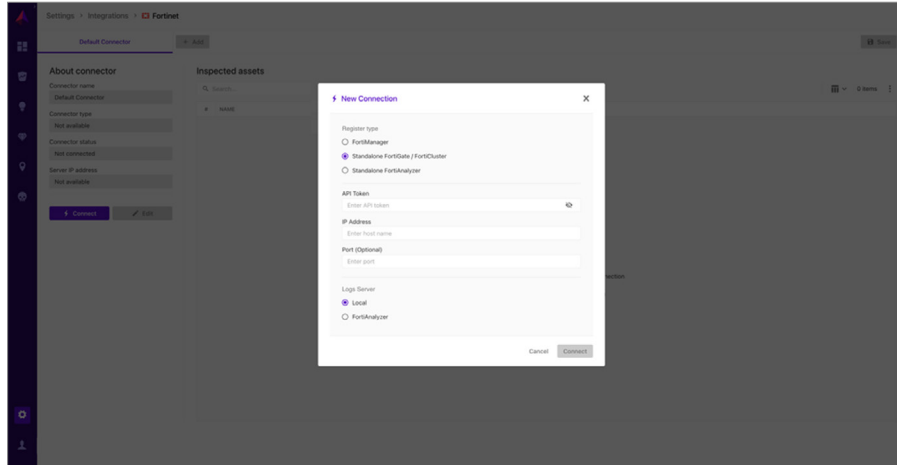 Settings > Integrations > Fortinet
Default Connector
+ Add
Save
About connector
Inspected assets
Connector name
Default Connector
Search...
0 items
# NAME
Connector type
Not available
Connector status
Not connected
Server IP address
Not available
Connect
Edit
New Connection
Register type
FortiManager
Standalone FortiGate / FortiCluster
Standalone FortiAnalyzer
API Token
Enter API token
IP Address
Enter host name
Port (Optional)
Enter port
Logs Server
Local
FortiAnalyzer
Cancel
Connect